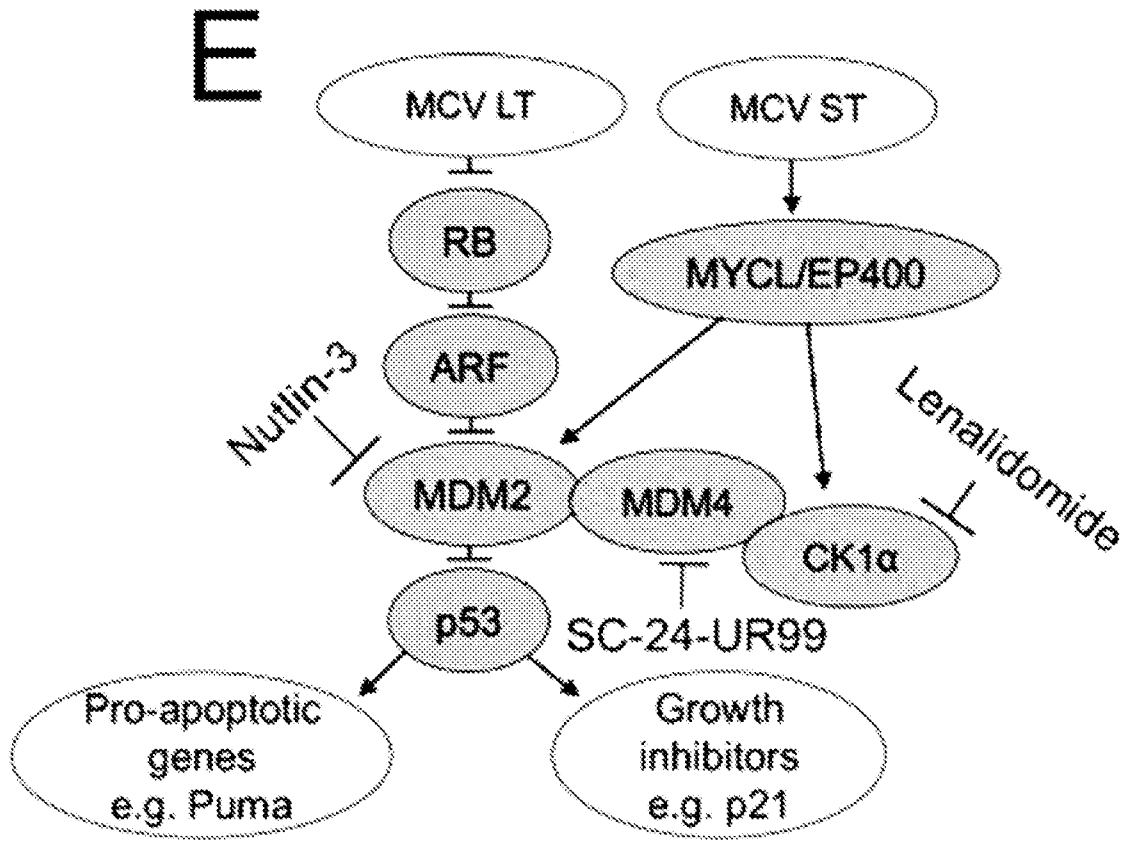 E
MCV LT
MCV ST
RB
MYCL/EP400
ARF
Nutlin-3
Lenalidomide
MDM2
MDM4
CK1α
p53
SC-24-UR99
Pro-apoptotic
genes
e.g. Puma
Growth
inhibitors
e.g. p21